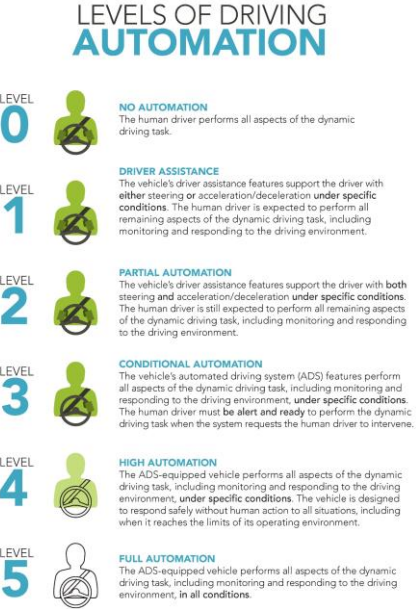 LEVELS OF DRIVING
AUTOMATION
LEVEL
0
NO AUTOMATION
The human driver performs all aspects of the dynamic
driving task.
LEVEL
1
DRIVER ASSISTANCE
The vehicle's driver assistance features support the driver with
either steering or acceleration/deceleration under specific
conditions. The human driver is expected to perform all
remaining aspects of the dynamic driving task, including
monitoring and responding to the driving environment.
LEVEL
2
PARTIAL AUTOMATION
The vehicle's driver assistance features support the driver with both
steering and acceleration/deceleration under specific conditions.
The human driver is still expected to perform all remaining aspects
of the dynamic driving task, including monitoring and responding
to the driving environment.
LEVEL
3
CONDITIONAL AUTOMATION
The vehicle's automated driving system (ADS) features perform
all aspects of the dynamic driving task, including monitoring and
responding to the driving environment, under specific conditions.
The human driver must be alert and ready to perform the dynamic
driving task when the system requests the human driver to intervene.
LEVEL
4
HIGH AUTOMATION
The ADS-equipped vehicle performs all aspects of the dynamic
driving task, including monitoring and responding to the driving
environment, under specific conditions. The vehicle is designed
to respond safely without human action to all situations, including
when it reaches the limits of its operating environment.
LEVEL
5
FULL AUTOMATION
The ADS-equipped vehicle performs all aspects of the dynamic
driving task, including monitoring and responding to the driving
environment, in all conditions.